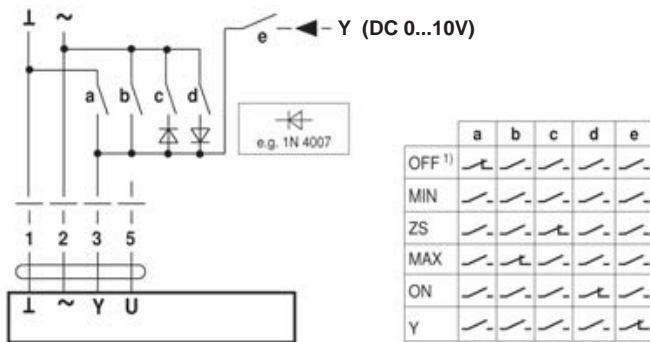 ⊥ ~
e Y (DC 0...10V)
a b c d
e.g. 1N 4007
1 2 3 5
⊥ ~ Y U
a b c d e
OFF 1)
MIN
ZS
MAX
ON
Y